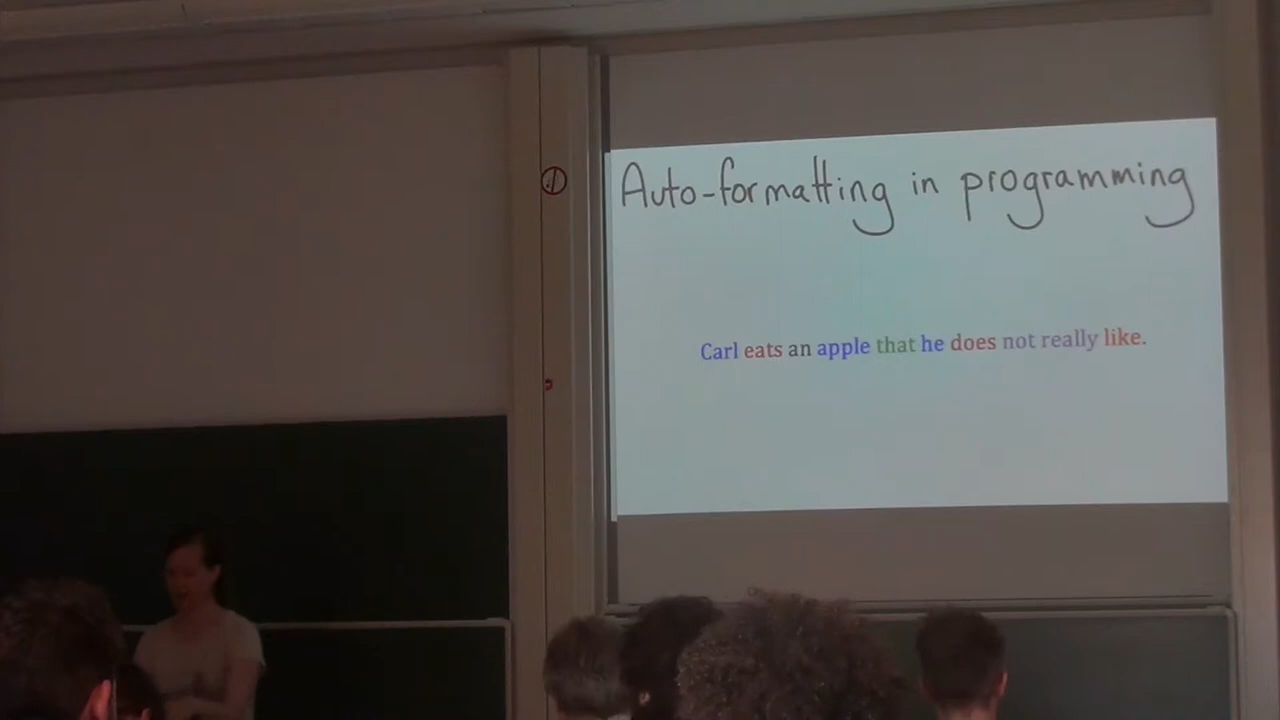 Auto-formatting in programming
Carl eats an apple that he does not really like.